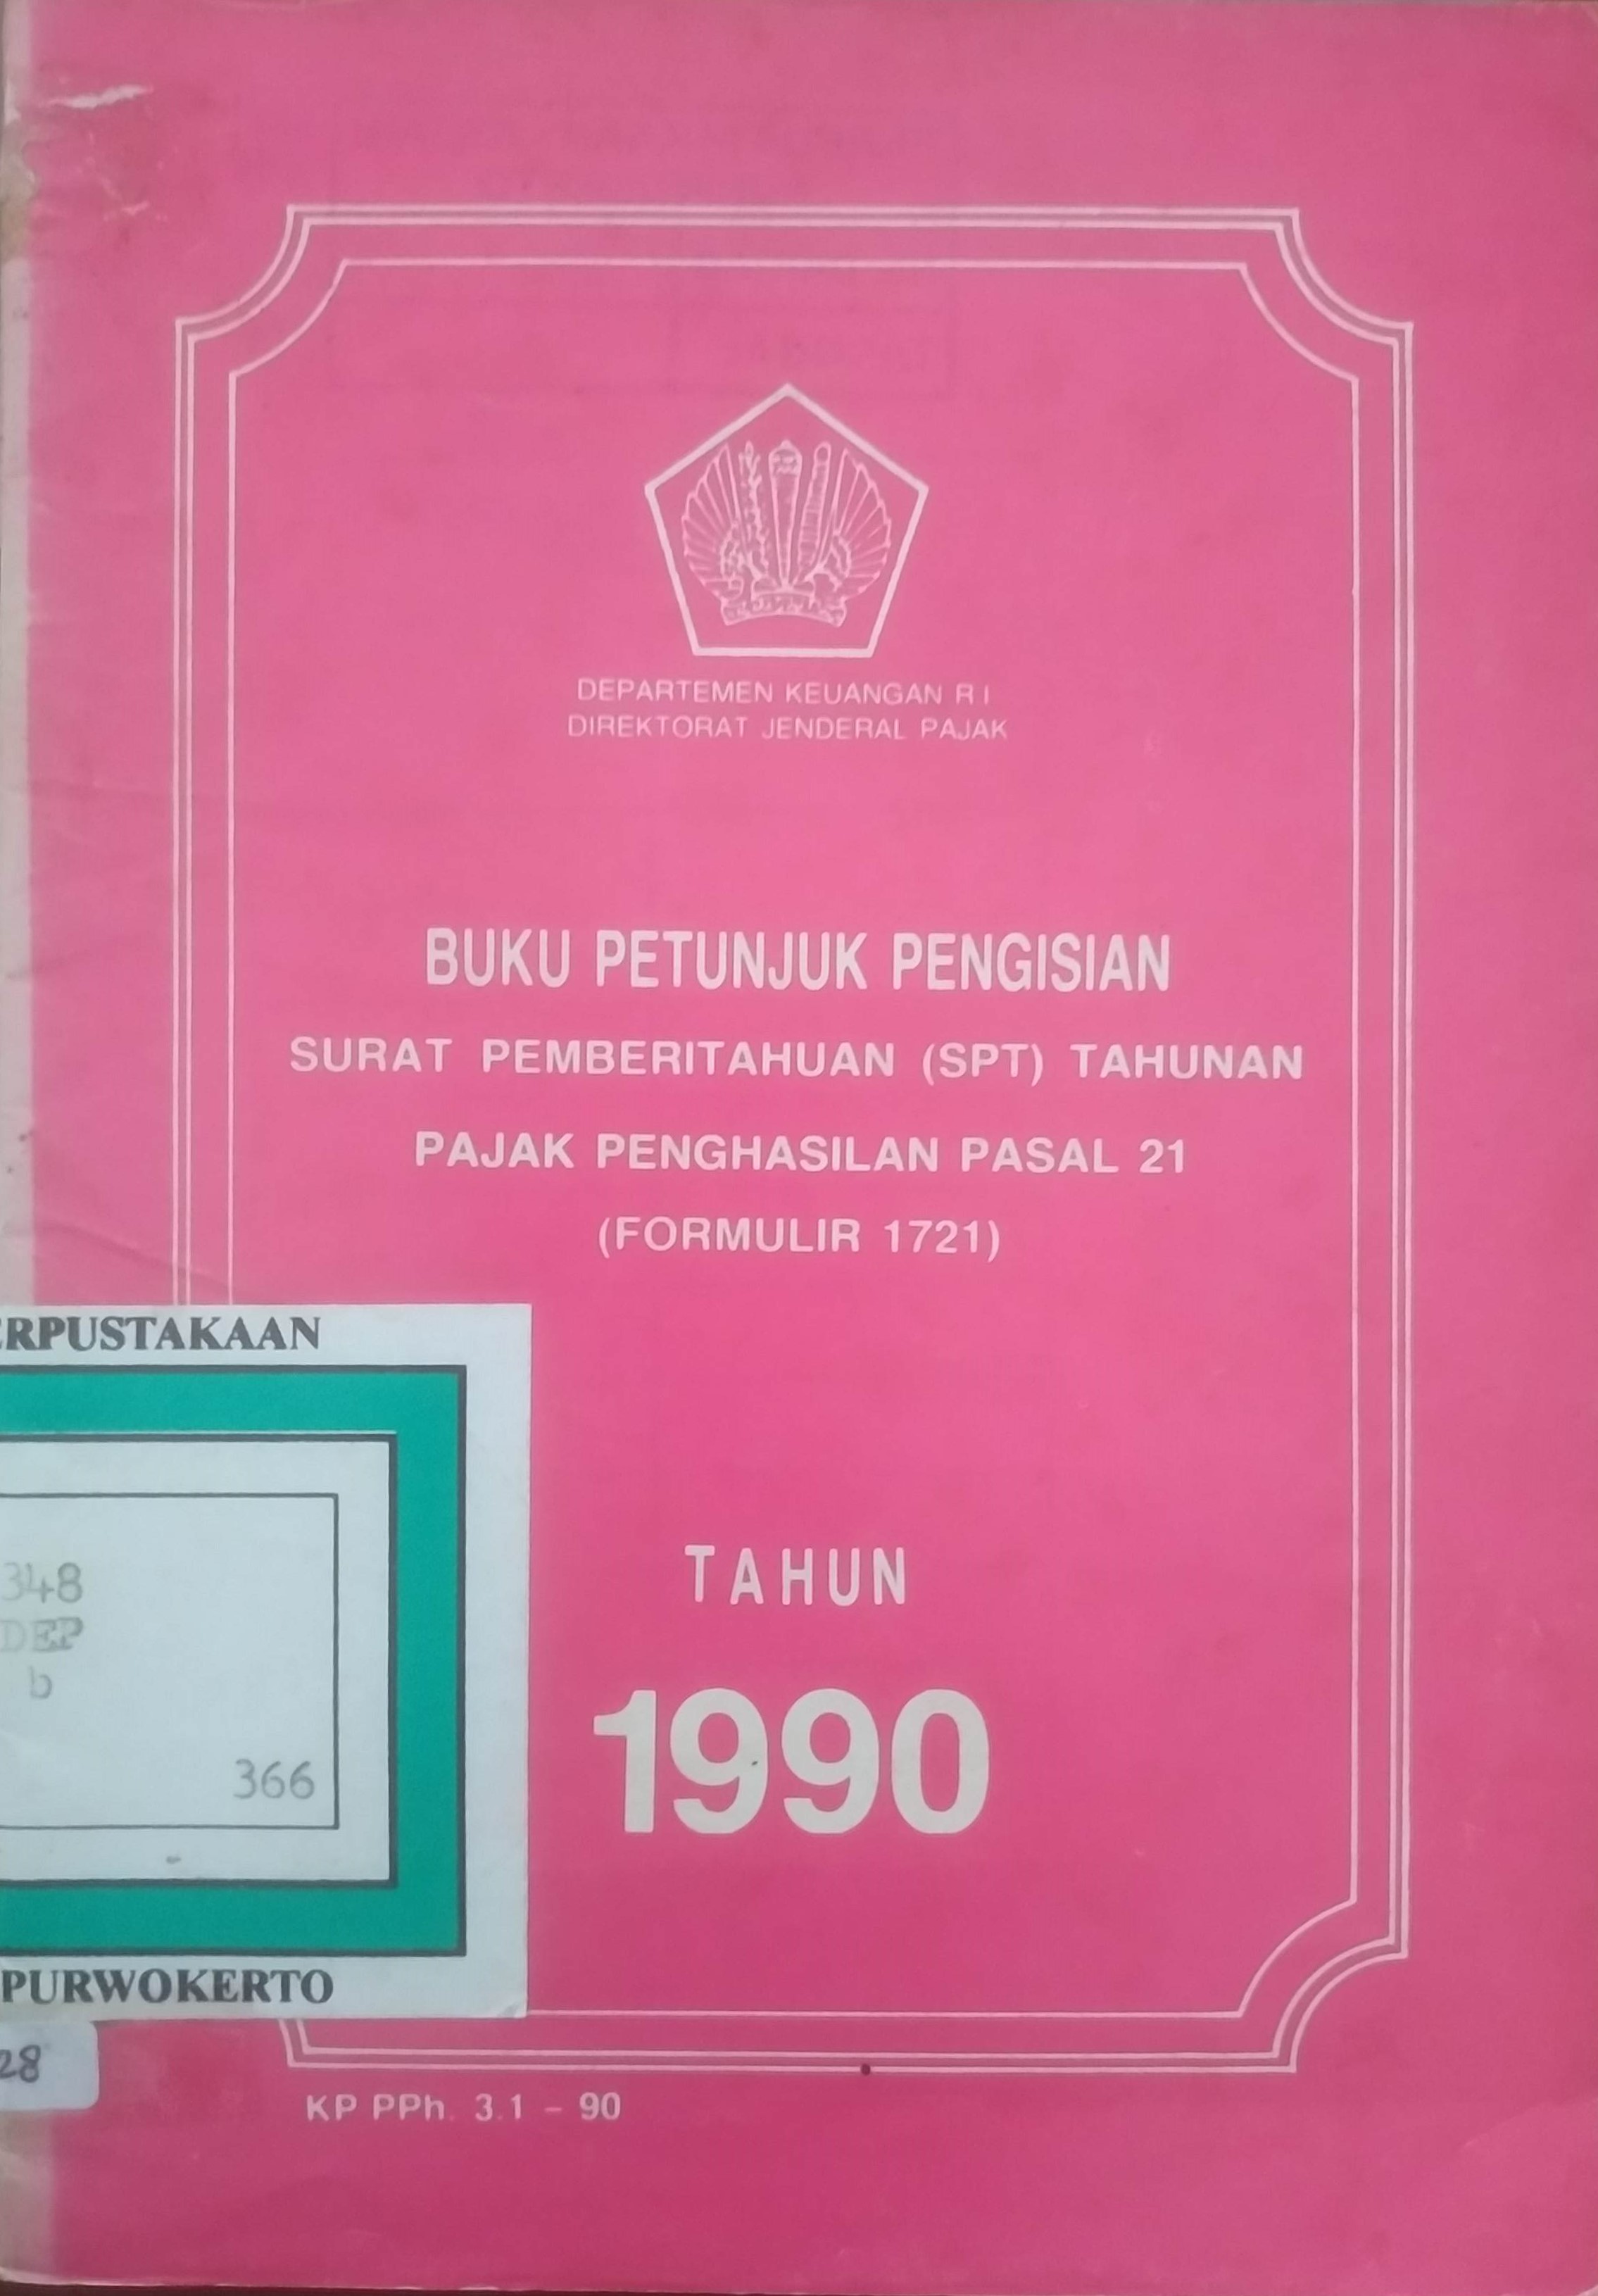 DEPARTEMEN KEUANGAN R I
DIREKTORAT JENDERAL PAJAK
BUKU PETUNJUK PENGISIAN
SURAT PEMBERITAHUAN (SPT) TAHUNAN
PAJAK PENGHASILAN PASAL 21
(FORMULIR 1721)
TAHUN
1990
ERPUSTAKAAN
348
DEP
b
366
PURWOKERTO
28
KP PPh. 3.1 - 90